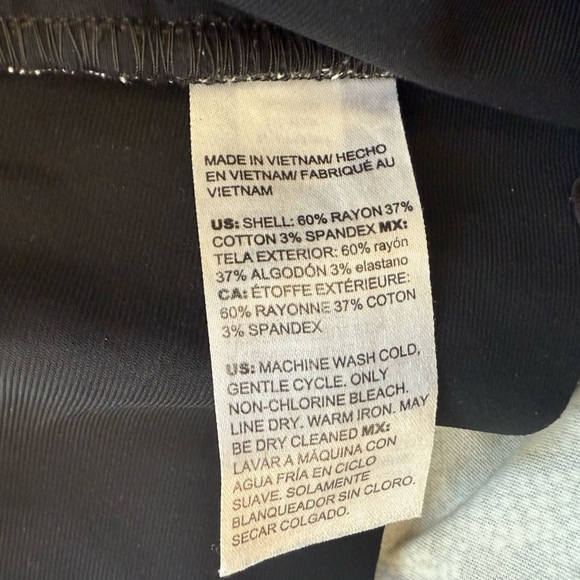 MADE IN VIETNAM/ HECHO
EN VIETNAM/ FABRIQUÉ AU
VIETNAM
US: SHELL: 60% RAYON 37%
COTTON 3% SPANDEX MX:
TELA EXTERIOR: 60% rayón
37% ALGODÓN 3% elastano
CA: ÉTOFFE EXTÉRIEURE:
60% RAYONNE 37% COTON
3% SPANDEX
US: MACHINE WASH COLD,
GENTLE CYCLE. ONLY
NON-CHLORINE BLEACH.
LINE DRY. WARM IRON. MAY
BE DRY CLEANED MX:
LAVAR A MÁQUINA CON
AGUA FRÍA EN CICLO
SUAVE. SOLAMENTE
BLANQUEADOR SIN CLORO.
SECAR COLGADO.